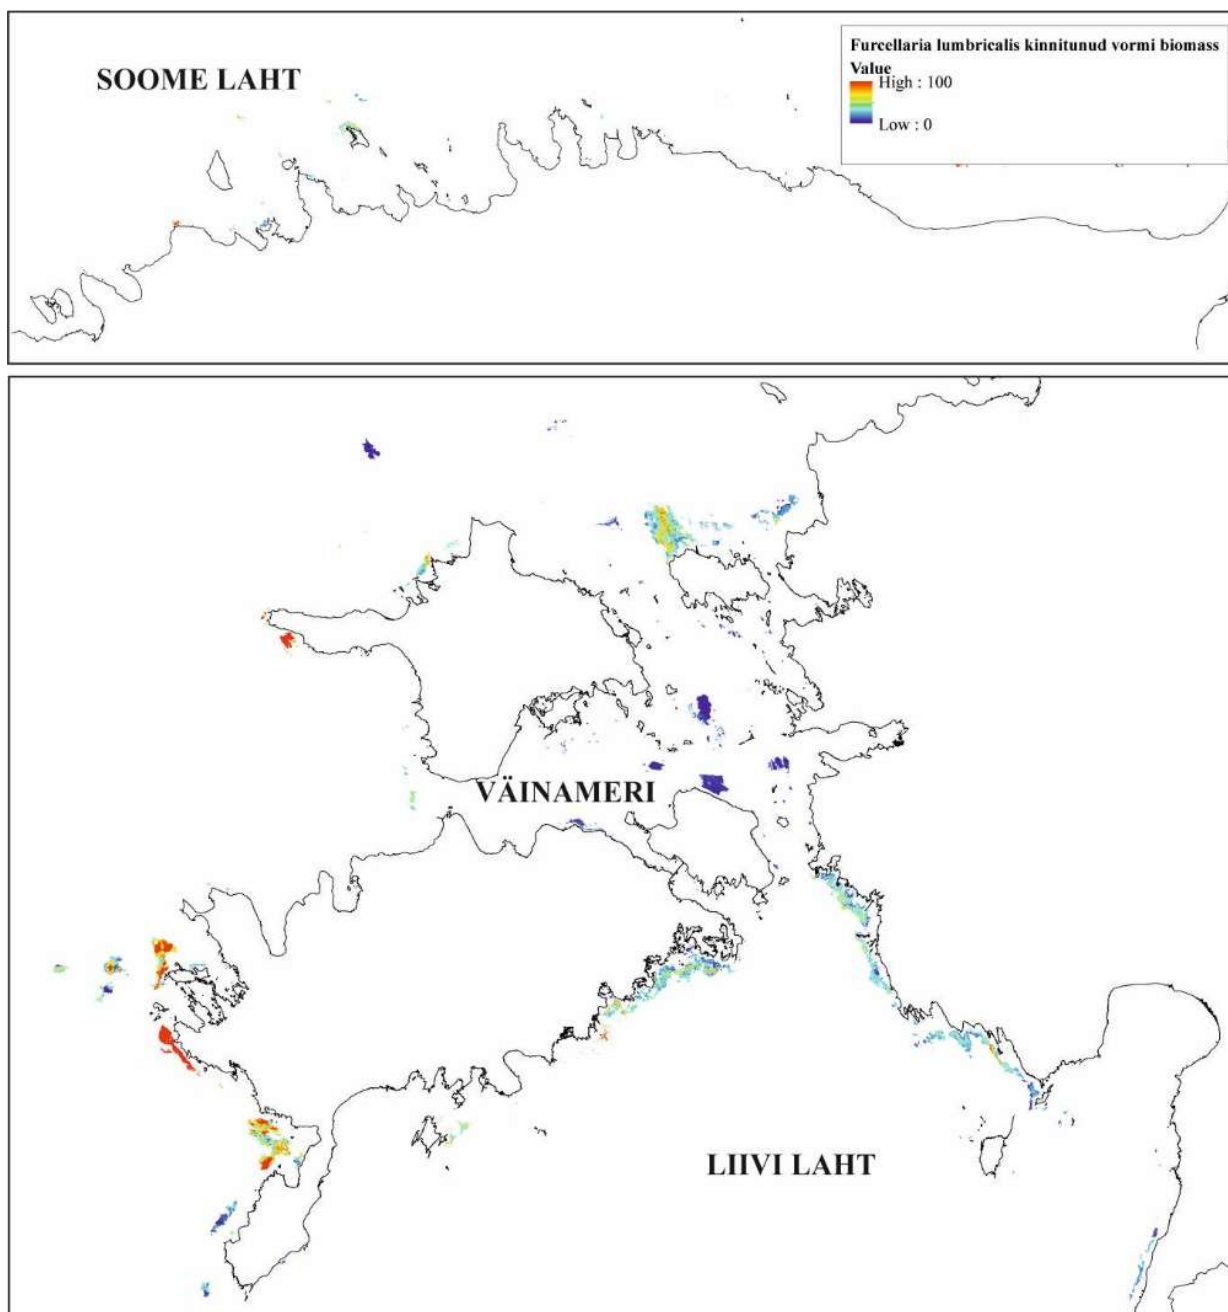 SOOME LAHT
Furcellaria lumbricalis kinnitunud vormi biomass
Value
High : 100
Low : 0
VÄINAMERI
LIIVI LAHT